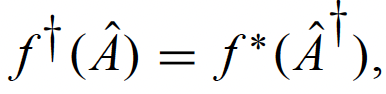 f†(Â) = f*(Â†),